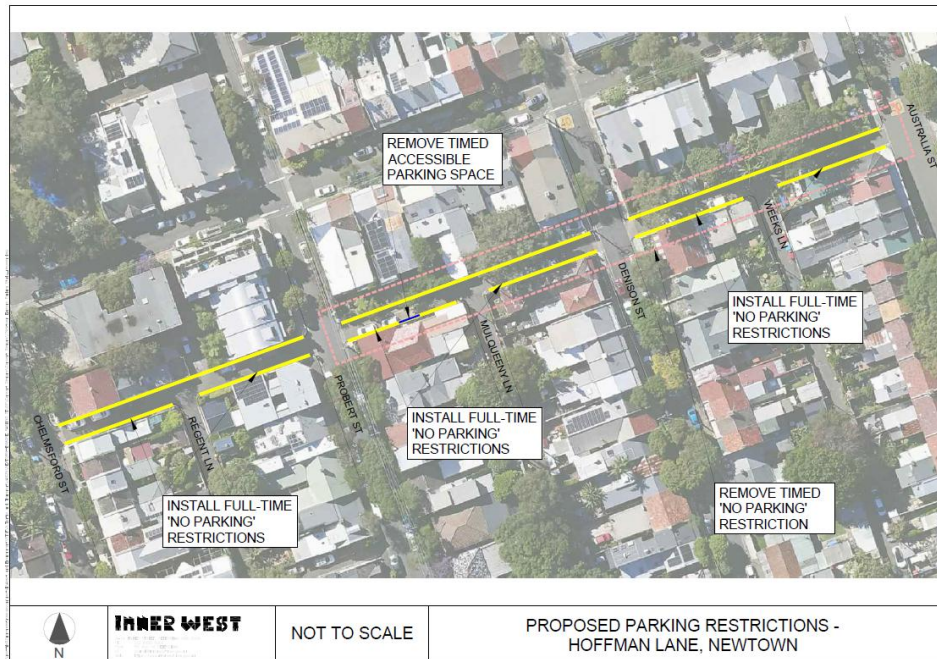 REMOVE TIMED
ACCESSIBLE
PARKING SPACE
AUSTRALIA ST
WEEKS LN
DENISON ST
INSTALL FULL-TIME
'NO PARKING'
RESTRICTIONS
MULQUEENY LN
PROBERT ST
INSTALL FULL-TIME
'NO PARKING'
RESTRICTIONS
REGENT LN
CHELMSFORD ST
INSTALL FULL-TIME
'NO PARKING'
RESTRICTIONS
REMOVE TIMED
'NO PARKING'
RESTRICTION
N
INNER WEST
NOT TO SCALE
PROPOSED PARKING RESTRICTIONS -
HOFFMAN LANE, NEWTOWN